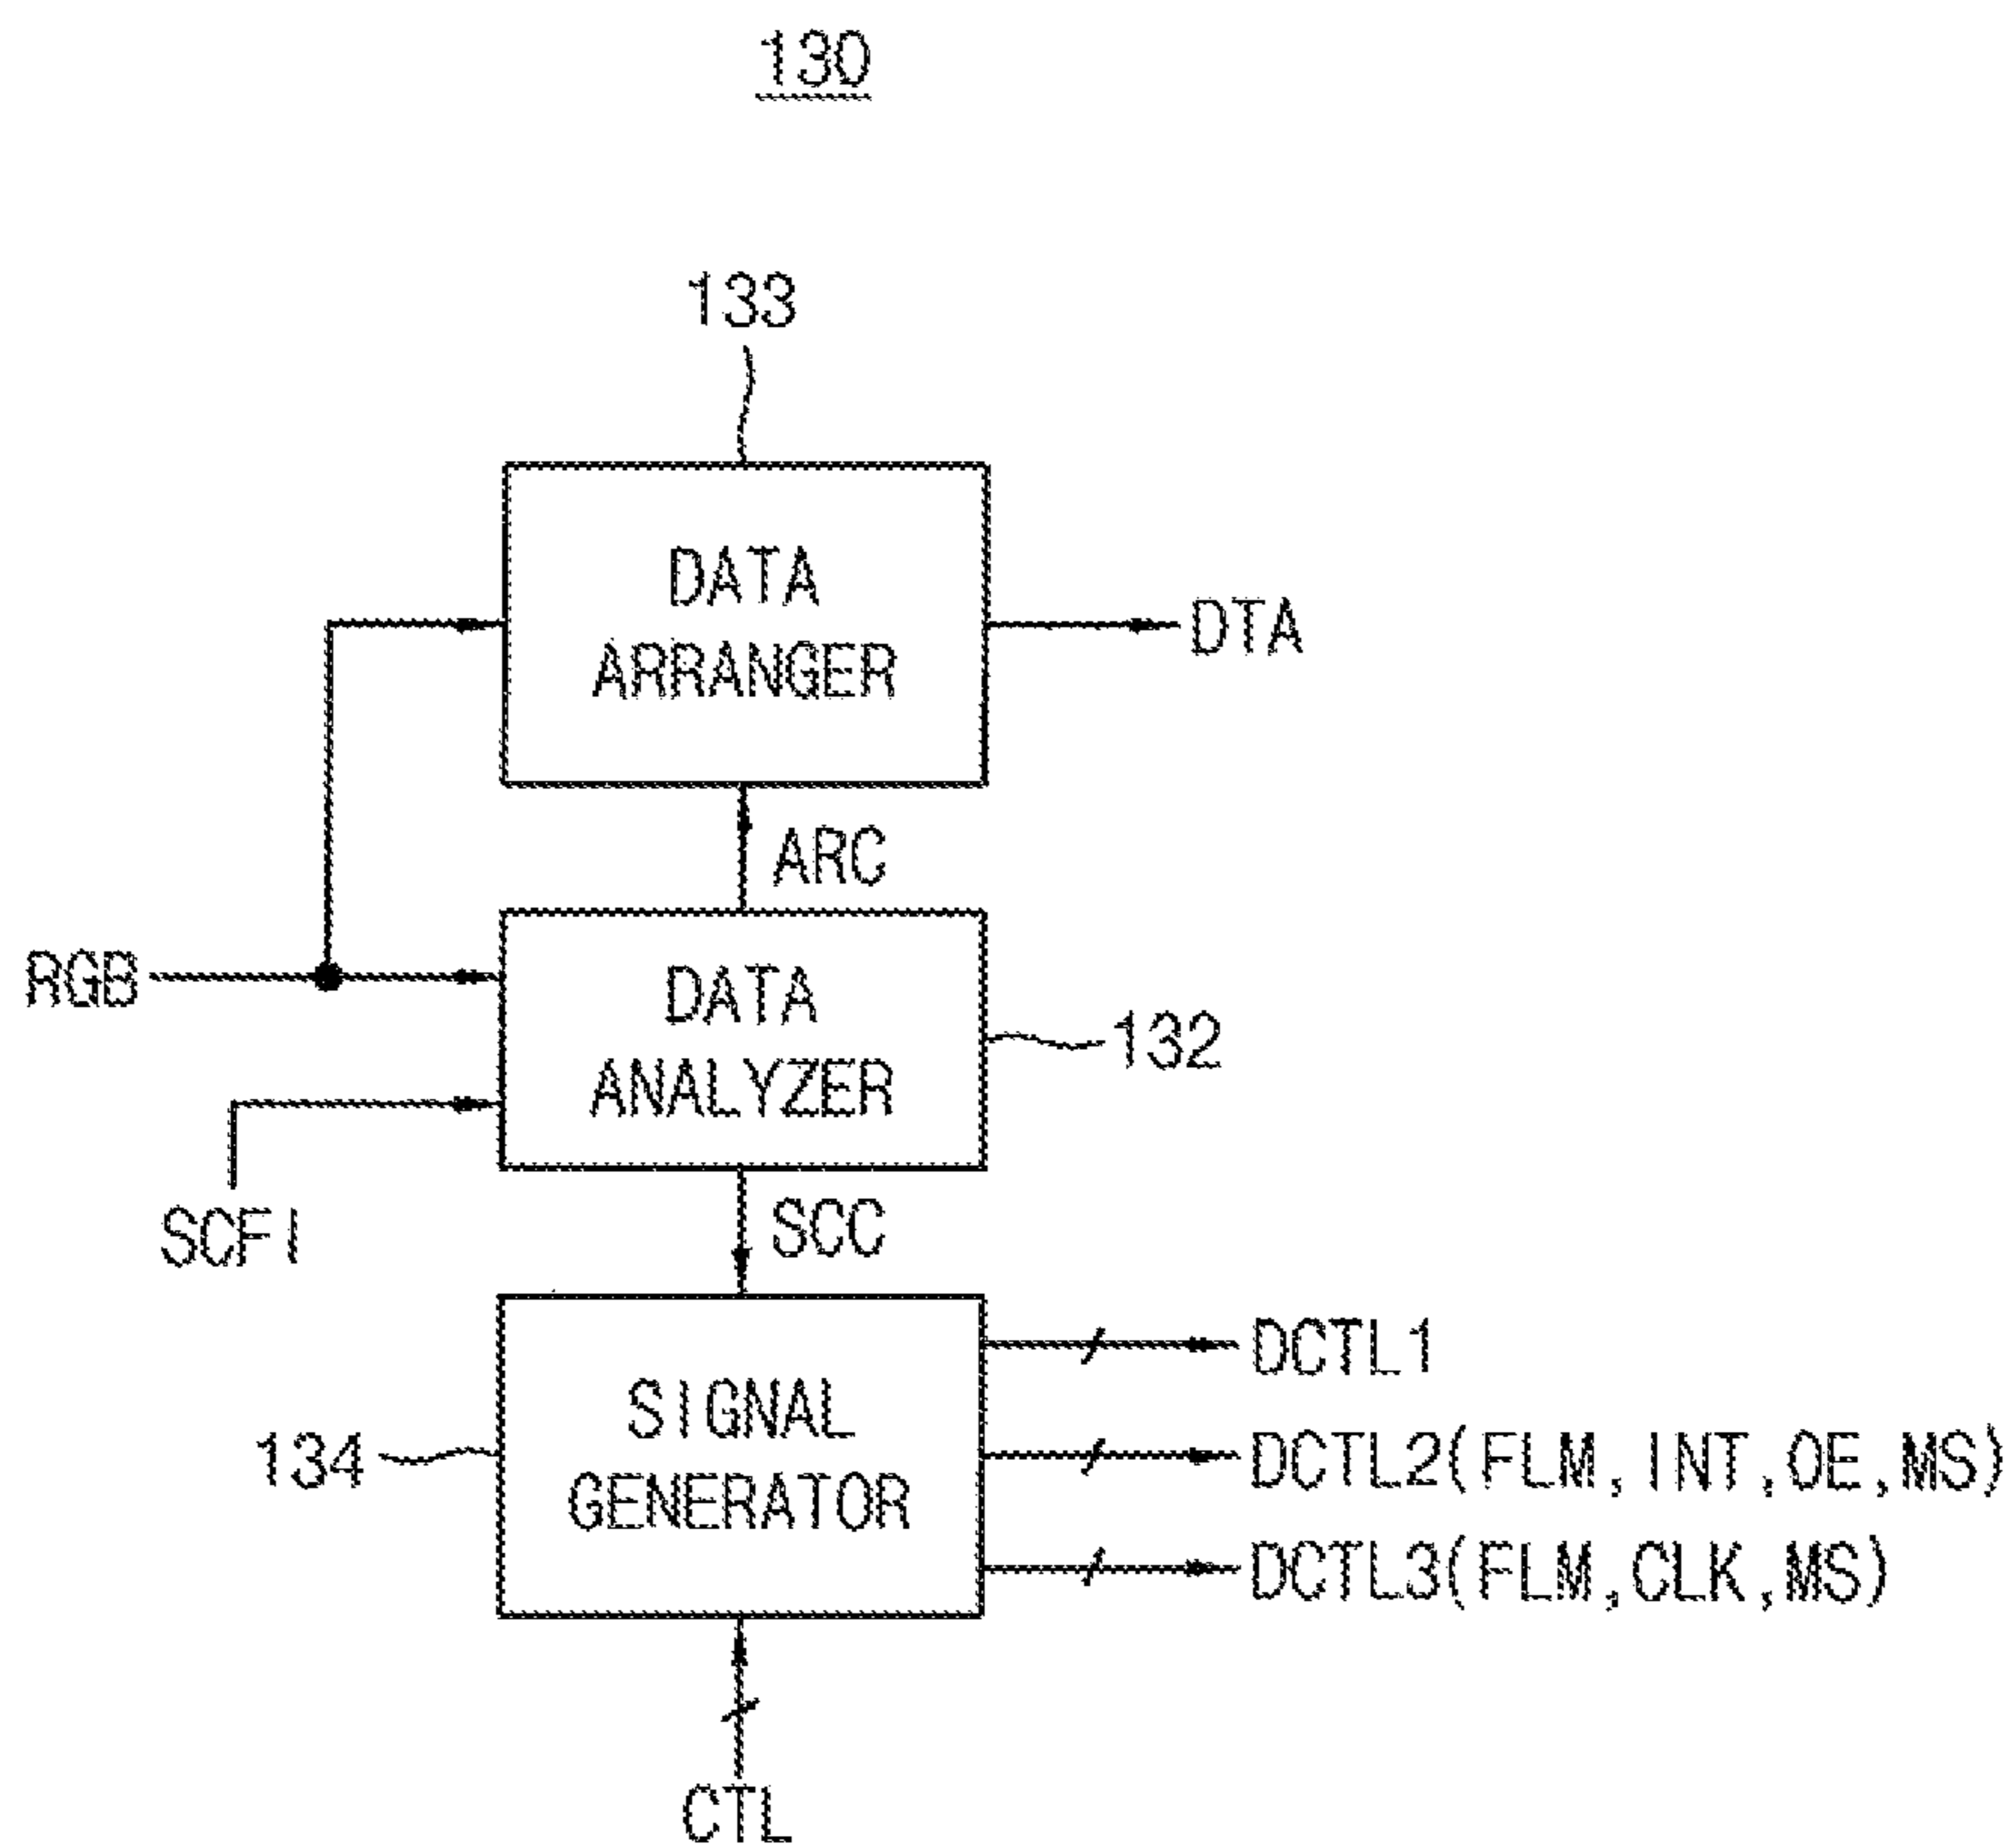 130
133
DATA
ARRANGER
DTA
ARC
RGB
DATA
ANALYZER
132
SCFI
SCC
SIGNAL
GENERATOR
134
DCTL1
DCTL2(FLM,INT,OE,MS)
DCTL3(FLM,CLK,MS)
CTL